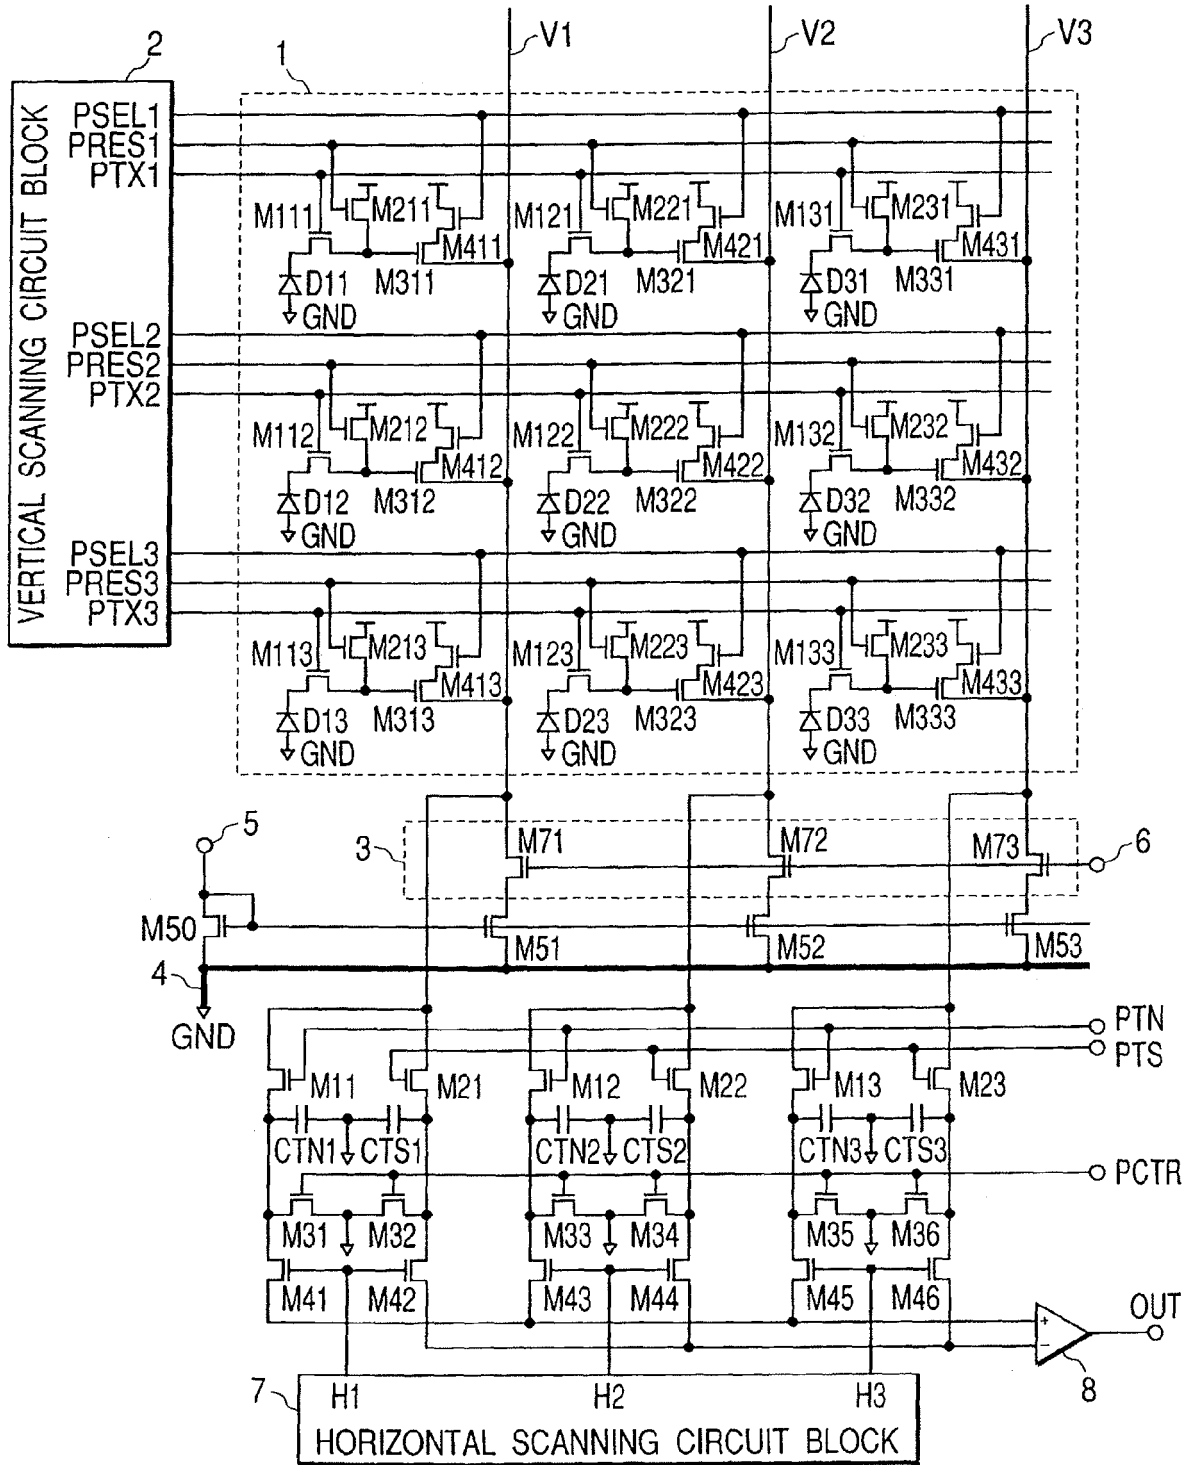 V1 V2 V3
2 1
VERTICAL SCANNING CIRCUIT BLOCK
PSEL1
PRES1
PTX1
M111 M211 M121 M221 M131 M231
M411 M421 M431
D11 M311 D21 M321 D31 M331
GND GND GND
PSEL2
PRES2
PTX2
M112 M212 M122 M222 M132 M232
M412 M422 M432
D12 M312 D22 M322 D32 M332
GND GND GND
PSEL3
PRES3
PTX3
M113 M213 M123 M223 M133 M233
M413 M423 M433
D13 M313 D23 M323 D33 M333
GND GND GND
5 3 M71 M72 M73 6
M50 M51 M52 M53
4
GND
PTN
PTS
M11 M21 M12 M22 M13 M23
CTN1 CTS1 CTN2 CTS2 CTN3 CTS3
PCTR
M31 M32 M33 M34 M35 M36
M41 M42 M43 M44 M45 M46
+
−
OUT
8
7 H1 H2 H3
HORIZONTAL SCANNING CIRCUIT BLOCK